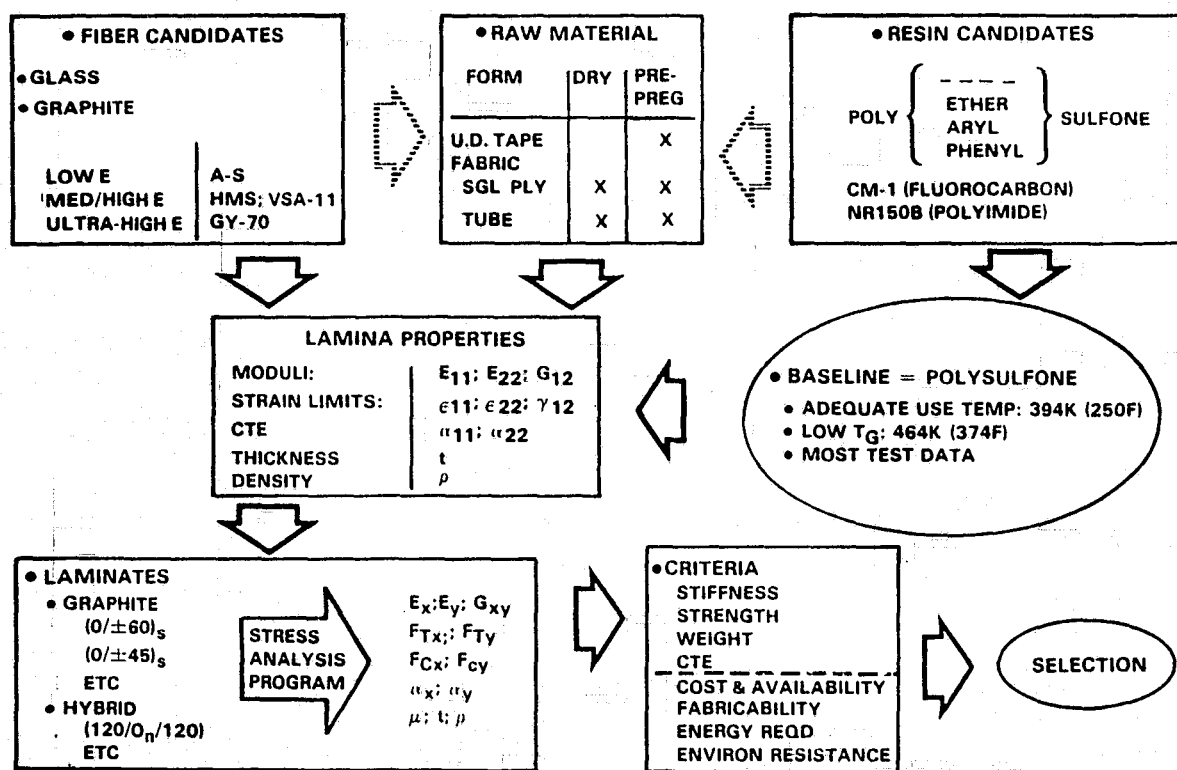 • FIBER CANDIDATES
• GLASS
• GRAPHITE
LOW E A-S
MED/HIGH E HMS; VSA-11
ULTRA-HIGH E GY-70
• RAW MATERIAL
FORM DRY PRE-
PREG
U.D. TAPE X
FABRIC
SGL PLY X X
TUBE X X
• RESIN CANDIDATES
POLY { – – – – } SULFONE
ETHER
ARYL
PHENYL
CM-1 (FLUOROCARBON)
NR150B (POLYIMIDE)
LAMINA PROPERTIES
MODULI: E11; E22; G12
STRAIN LIMITS: ϵ11; ϵ22; γ12
CTE α11; α22
THICKNESS t
DENSITY ρ
• BASELINE = POLYSULFONE
• ADEQUATE USE TEMP: 394K (250F)
• LOW TG: 464K (374F)
• MOST TEST DATA
• LAMINATES
• GRAPHITE
(0/±60)s
(0/±45)s
ETC
• HYBRID
(120/On/120)
ETC
STRESS
ANALYSIS
PROGRAM
Ex;Ey; Gxy
FTx; FTy
FCx; Fcy
αx; αy
μ; t; ρ
• CRITERIA
STIFFNESS
STRENGTH
WEIGHT
CTE
COST & AVAILABILITY
FABRICABILITY
ENERGY REQD
ENVIRON RESISTANCE
SELECTION